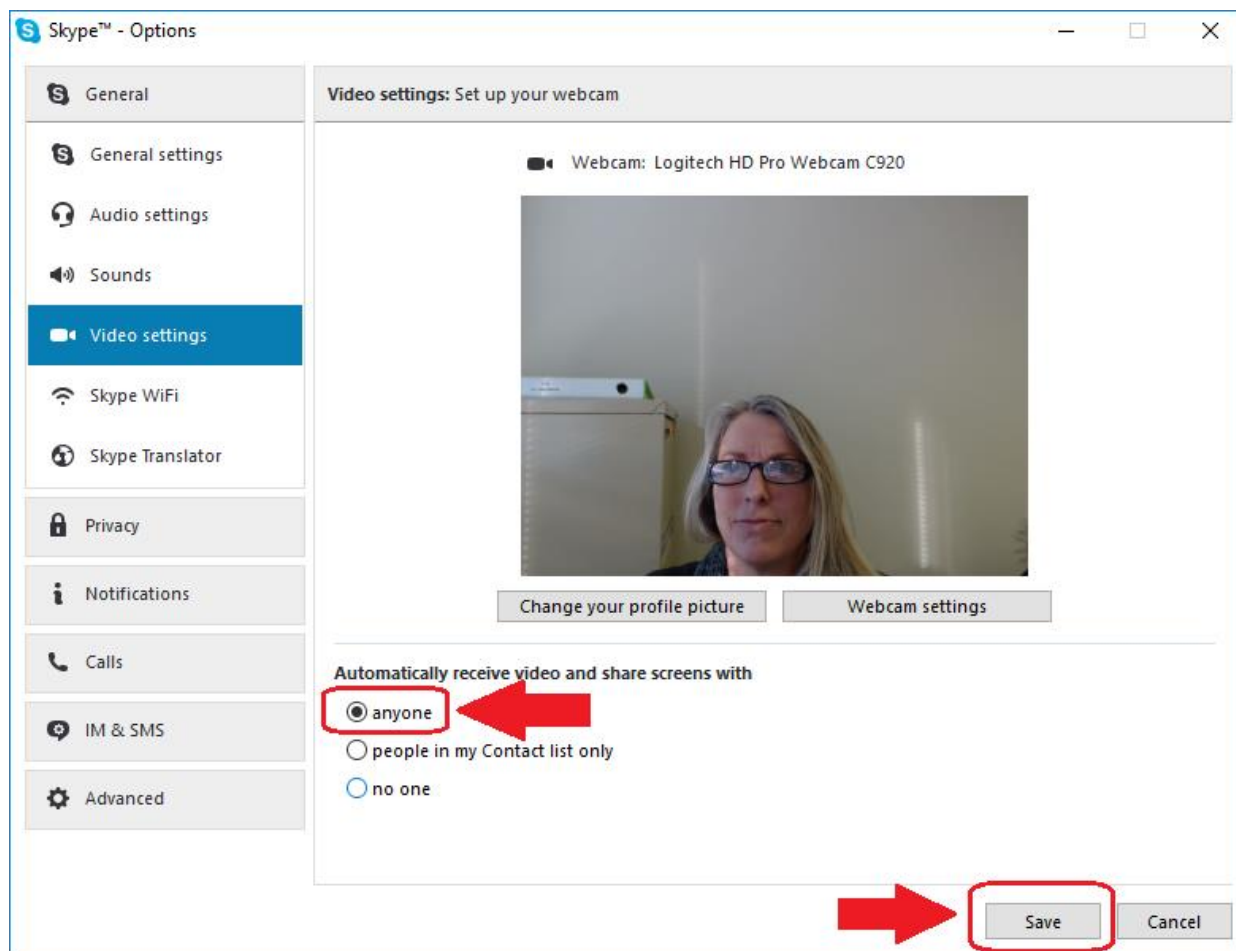 Skype™ - Options
General
General settings
Audio settings
Sounds
Video settings
Skype WiFi
Skype Translator
Privacy
Notifications
Calls
IM & SMS
Advanced
Video settings: Set up your webcam
Webcam: Logitech HD Pro Webcam C920
Change your profile picture
Webcam settings
Automatically receive video and share screens with
anyone
people in my Contact list only
no one
Save
Cancel